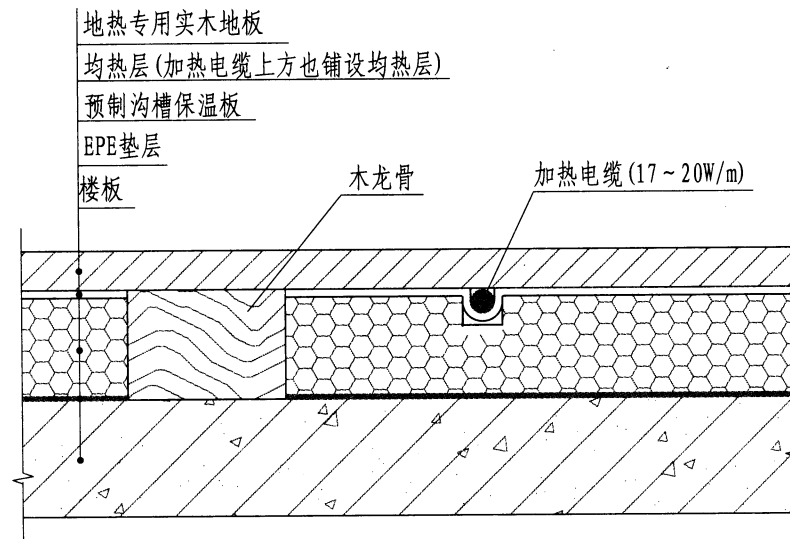 地热专用实木地板
均热层(加热电缆上方也铺设均热层)
预制沟槽保温板
EPE垫层
楼板
木龙骨
加热电缆(17~20W/m)